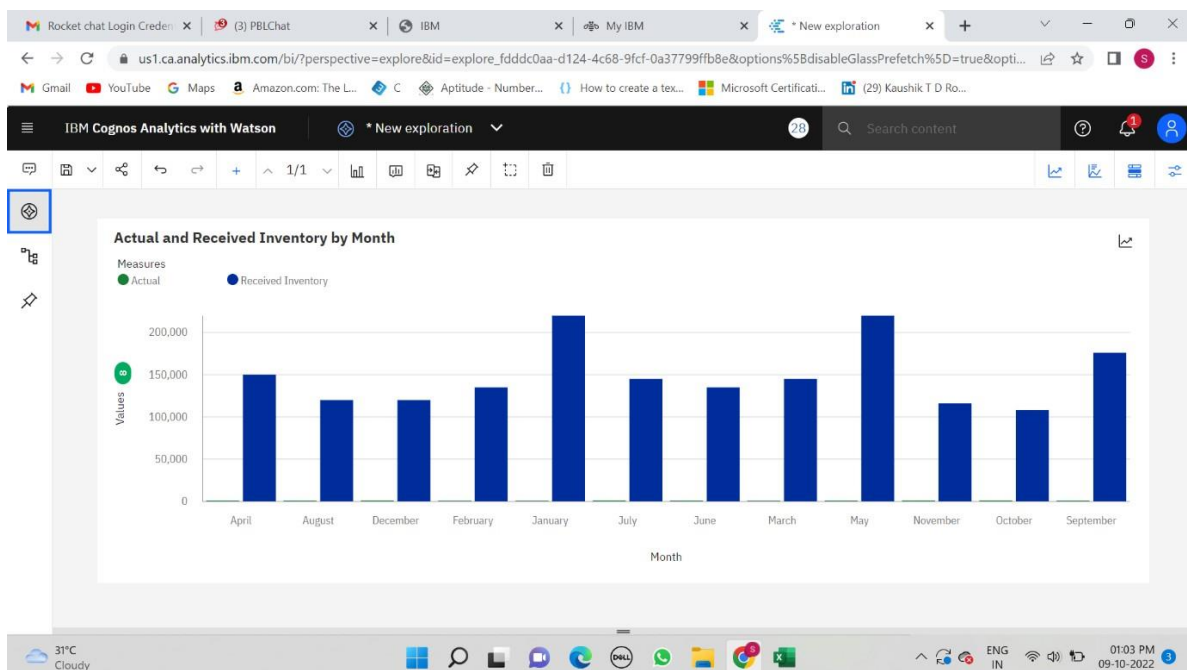 Rocket chat Login Creden
(3) PBLChat
IBM
My IBM
* New exploration
us1.ca.analytics.ibm.com/bi/?perspective=explore&id=explore_fdddc0aa-d124-4c68-9fcf-0a37799ffb8e&options%5BdisableGlassPrefetch%5D=true&opti...
S
Gmail YouTube Maps Amazon.com: The L... C Aptitude - Number... How to create a tex... Microsoft Certificati... (29) Kaushik T D Ro...
IBM Cognos Analytics with Watson * New exploration 28 Search content 1
1/1
Actual and Received Inventory by Month
Measures
Actual Received Inventory
200,000
150,000
100,000
50,000
0
Values 8
April August December February January July June March May November October September
Month
31°C
Cloudy
DELL
ENG
IN
01:03 PM
09-10-2022
3